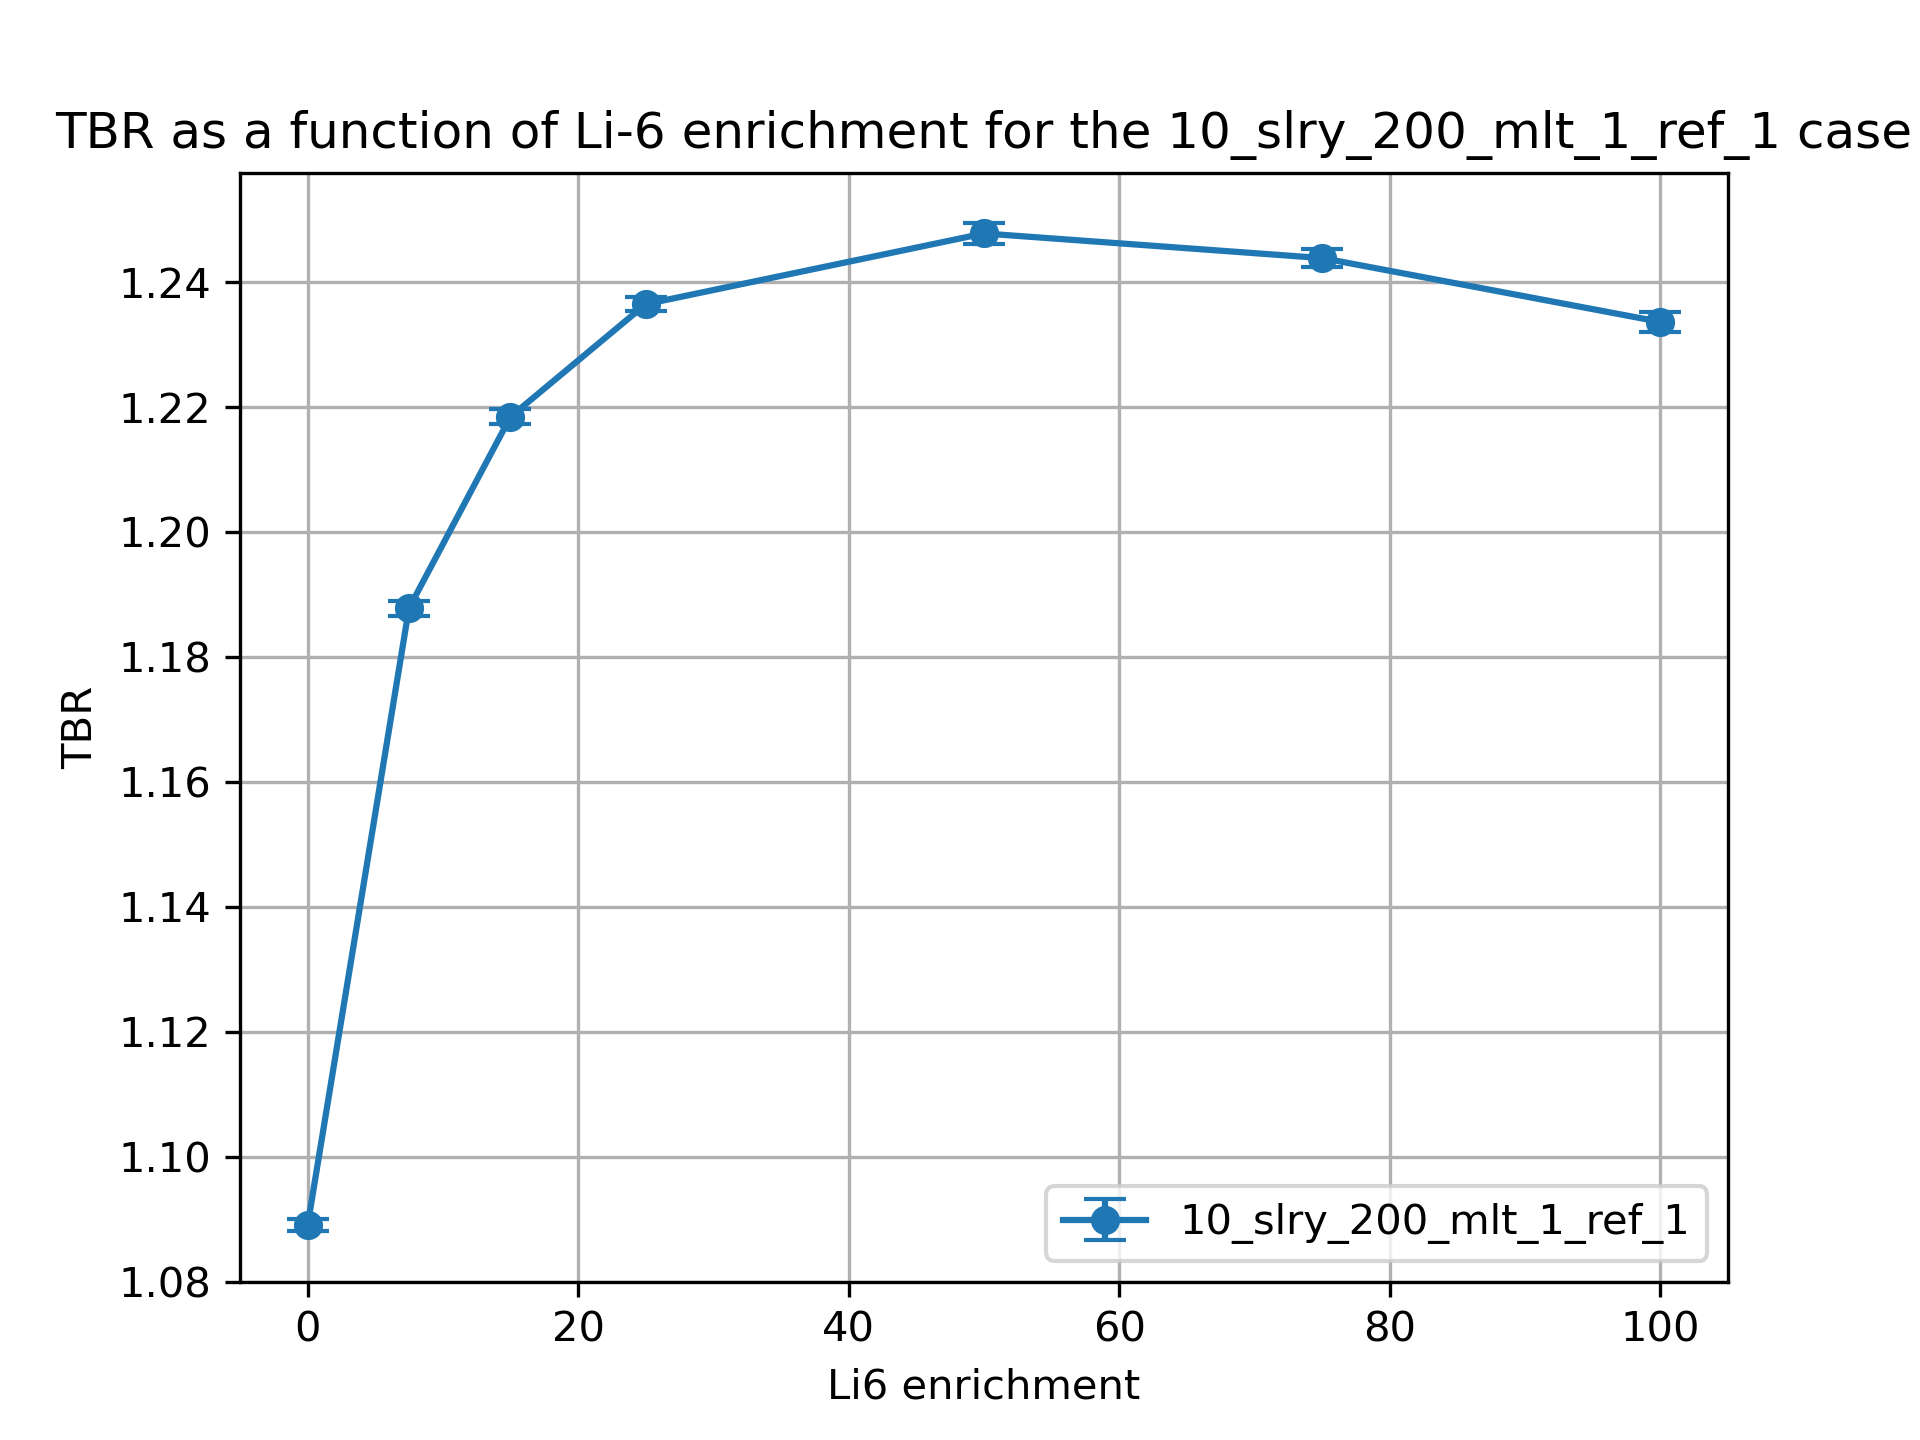 TBR as a function of Li-6 enrichment for the 10_slry_200_mlt_1_ref_1 case
1.24
1.22
1.20
1.18
1.16
1.14
1.12
1.10
1.08
TBR
10_slry_200_mlt_1_ref_1
0 20 40 60 80 100
Li6 enrichment